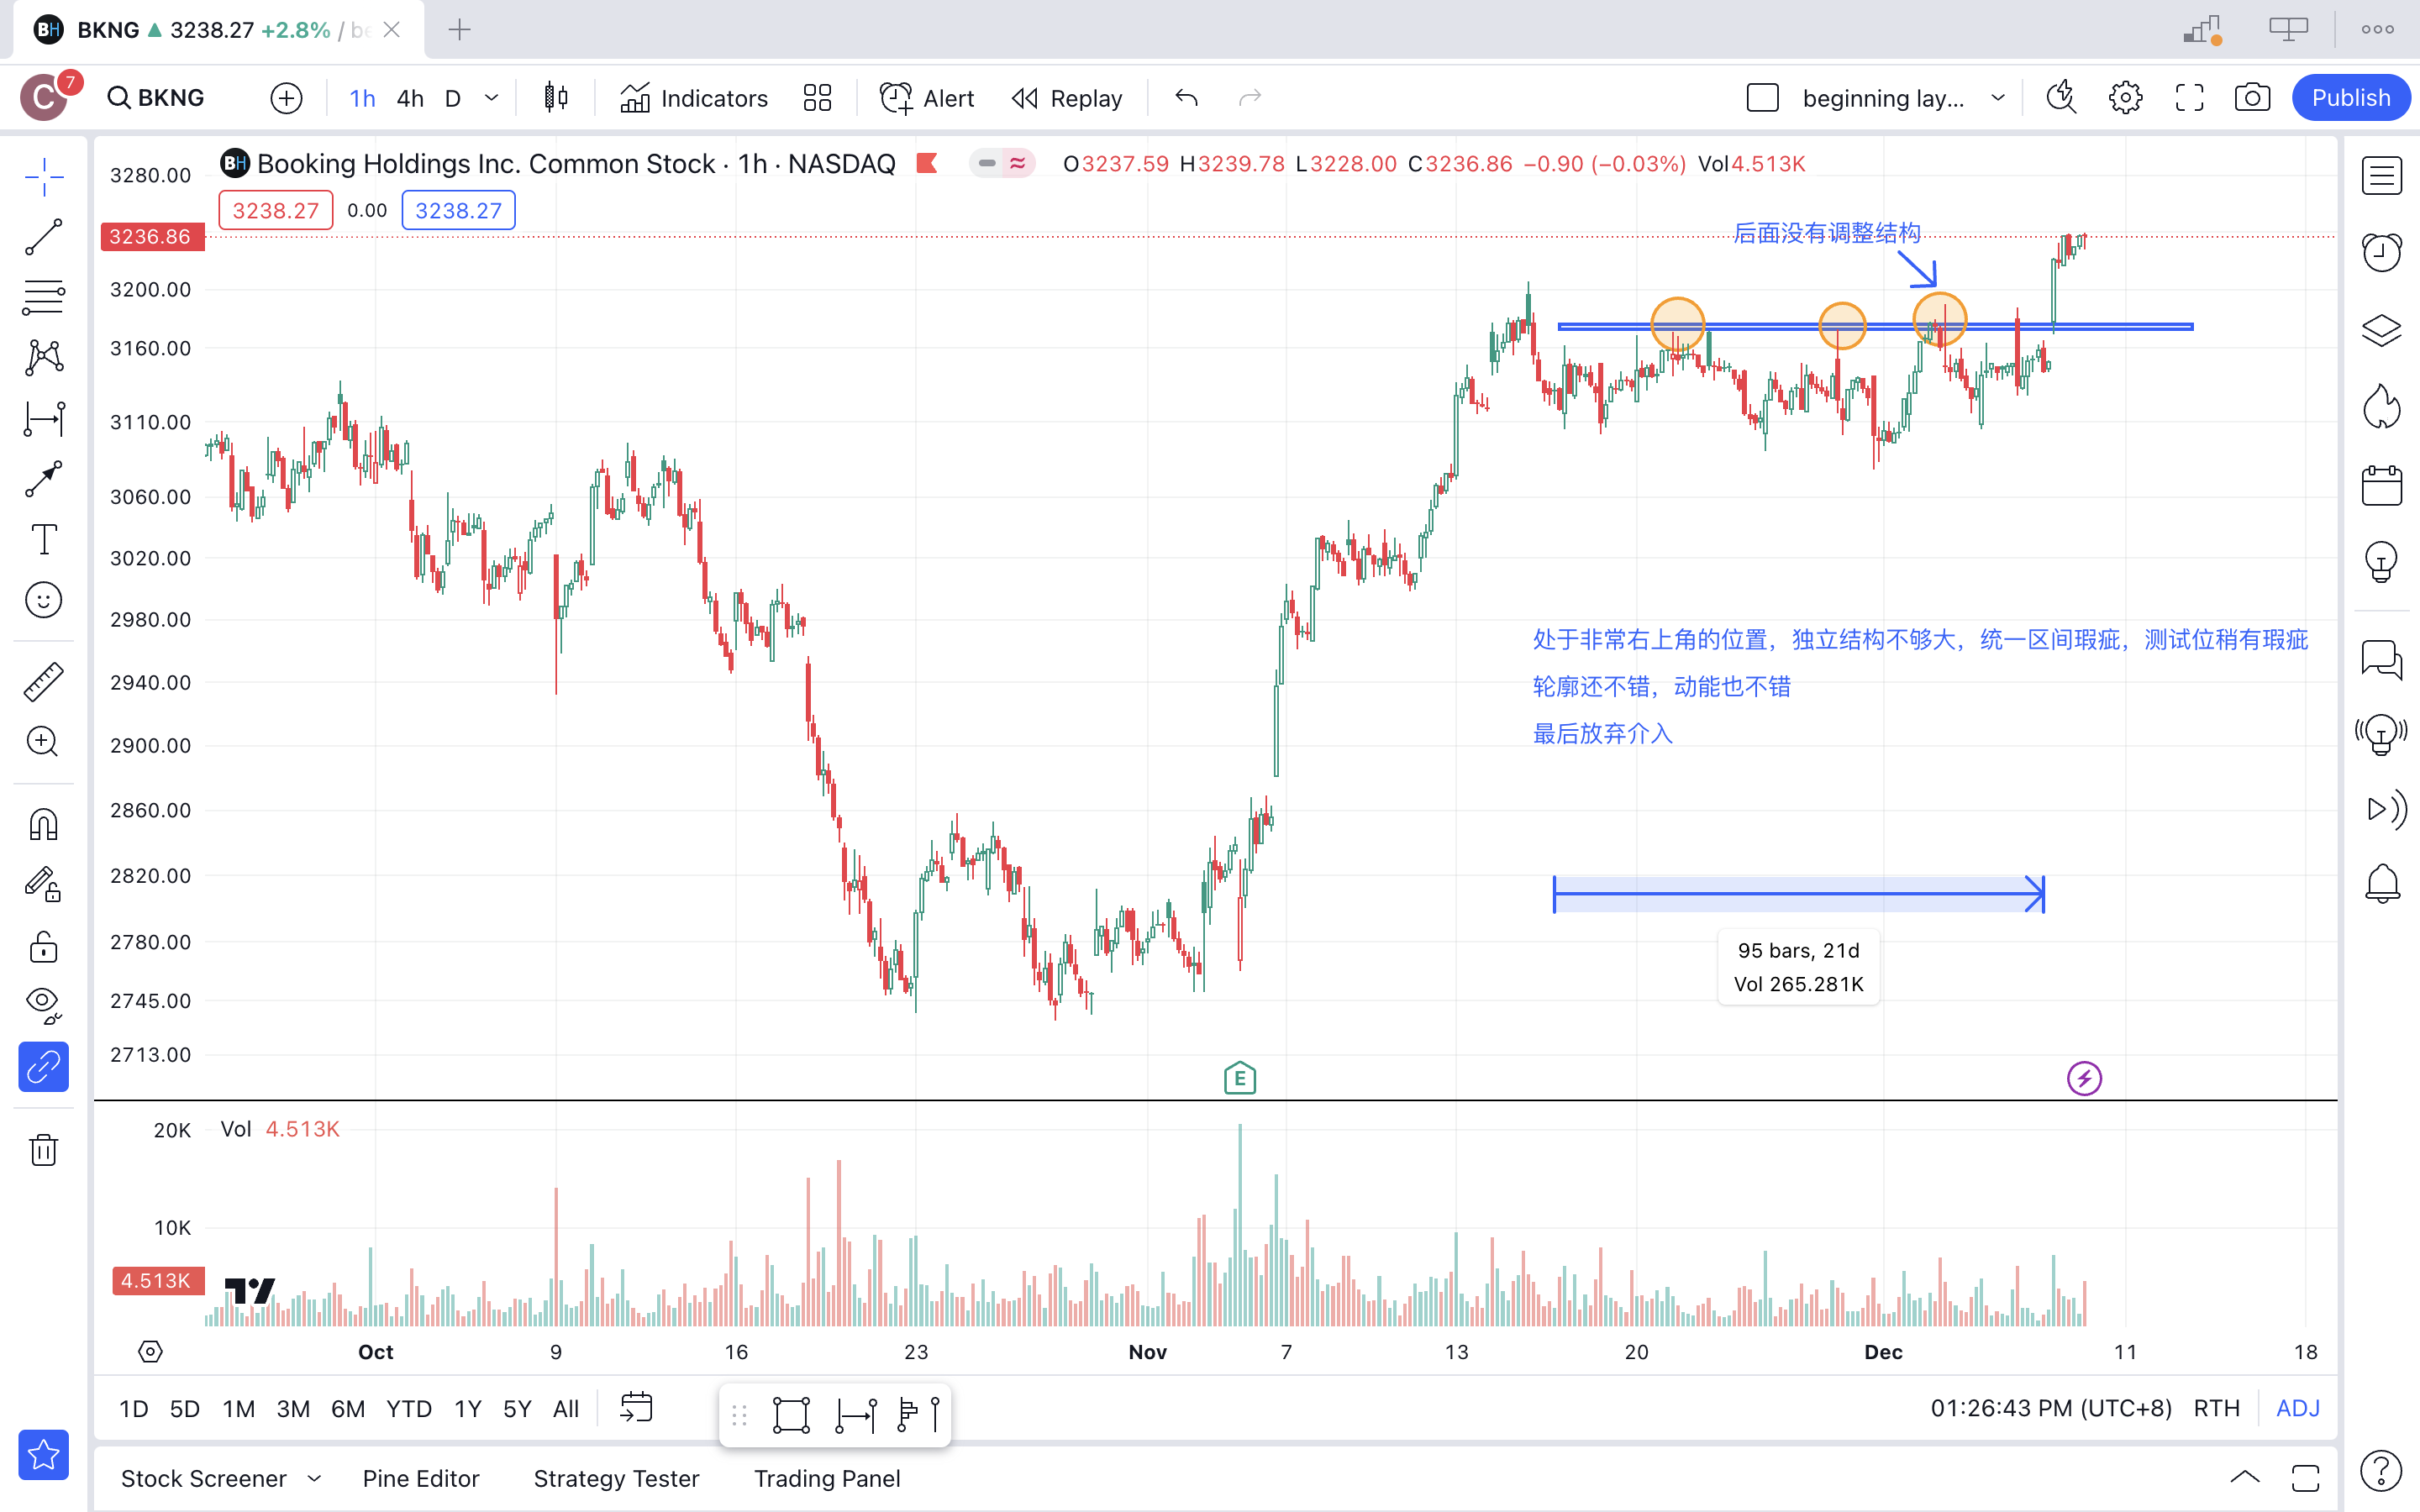 BH BKNG 3238.27 +2.8% / be
C 7 BKNG 1h 4h D Indicators Alert Replay beginning lay... Publish
BH Booking Holdings Inc. Common Stock · 1h · NASDAQ O3237.59 H3239.78 L3228.00 C3236.86 −0.90 (−0.03%) Vol4.513K
3238.27 0.00 3238.27
3280.00
3236.86
3200.00
3160.00
3110.00
3060.00
3020.00
2980.00
2940.00
2900.00
2860.00
2820.00
2780.00
2745.00
2713.00
后面没有调整结构
处于非常右上角的位置，独立结构不够大，统一区间瑕疵，测试位稍有瑕疵
轮廓还不错，动能也不错
最后放弃介入
95 bars, 21d
Vol 265.281K
E
Vol 4.513K
20K
10K
4.513K
Oct 9 16 23 Nov 7 13 20 Dec 11 18
1D 5D 1M 3M 6M YTD 1Y 5Y All 01:26:43 PM (UTC+8) RTH ADJ
Stock Screener Pine Editor Strategy Tester Trading Panel